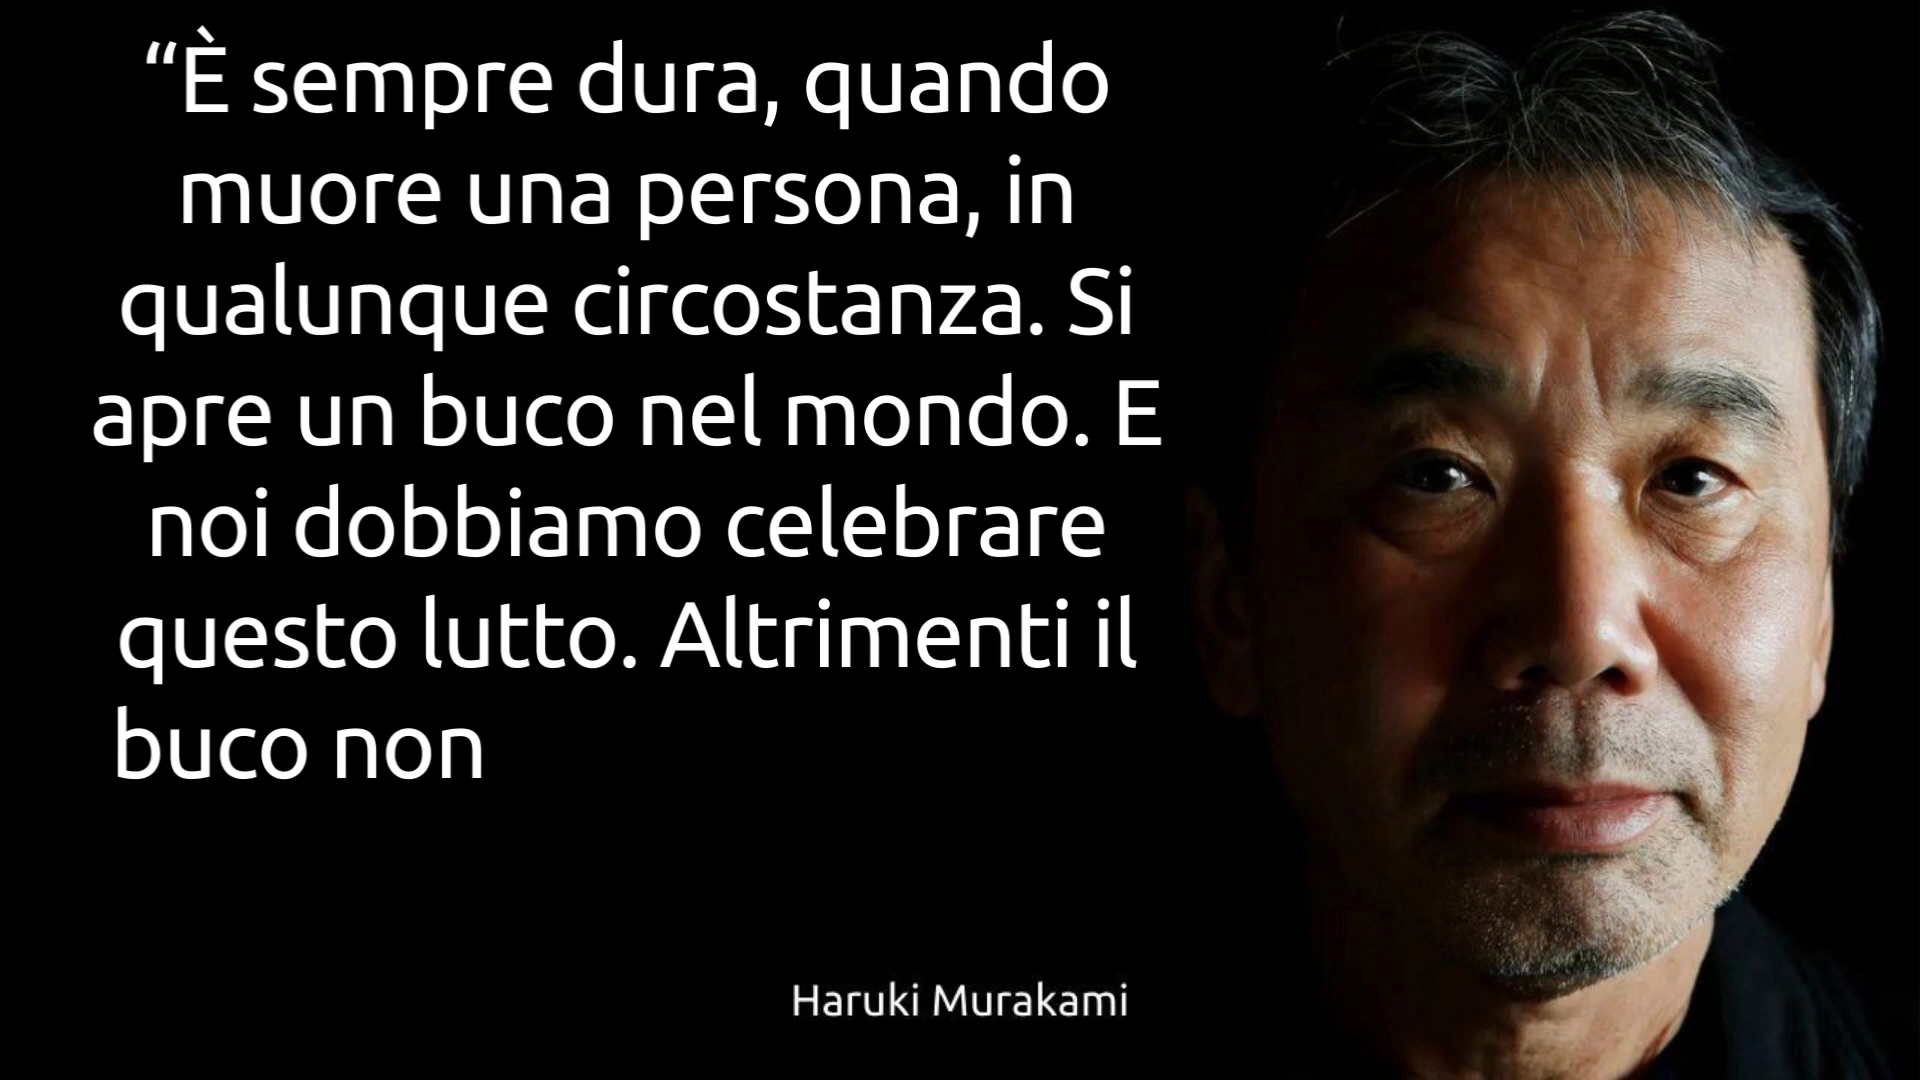 “È sempre dura, quando
muore una persona, in
qualunque circostanza. Si
apre un buco nel mondo. E
noi dobbiamo celebrare
questo lutto. Altrimenti il
buco non
Haruki Murakami